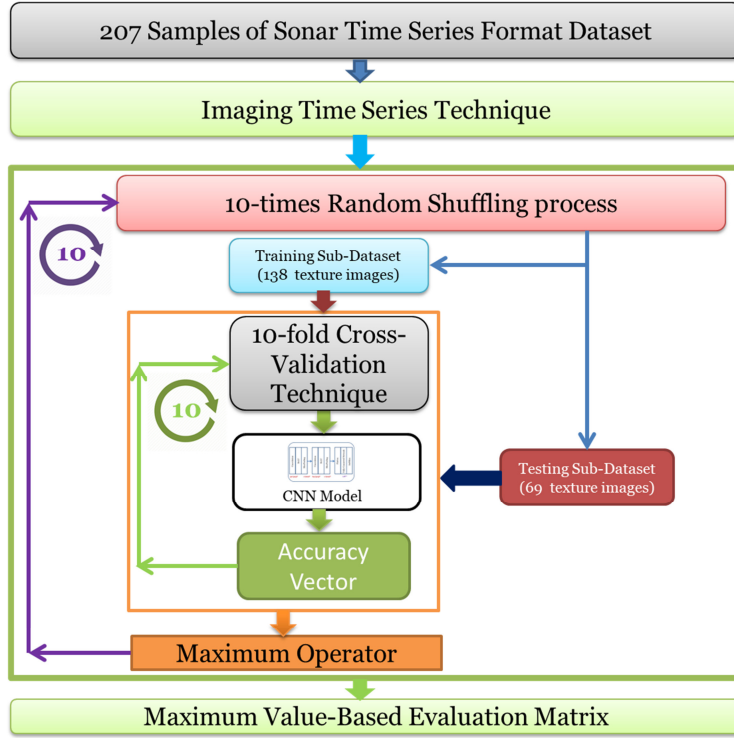 207 Samples of Sonar Time Series Format Dataset
Imaging Time Series Technique
10-times Random Shuffling process
10
Training Sub-Dataset
(138 texture images)
10-fold Cross-
Validation
Technique
10
CNN Model
Testing Sub-Dataset
(69 texture images)
Accuracy
Vector
Maximum Operator
Maximum Value-Based Evaluation Matrix